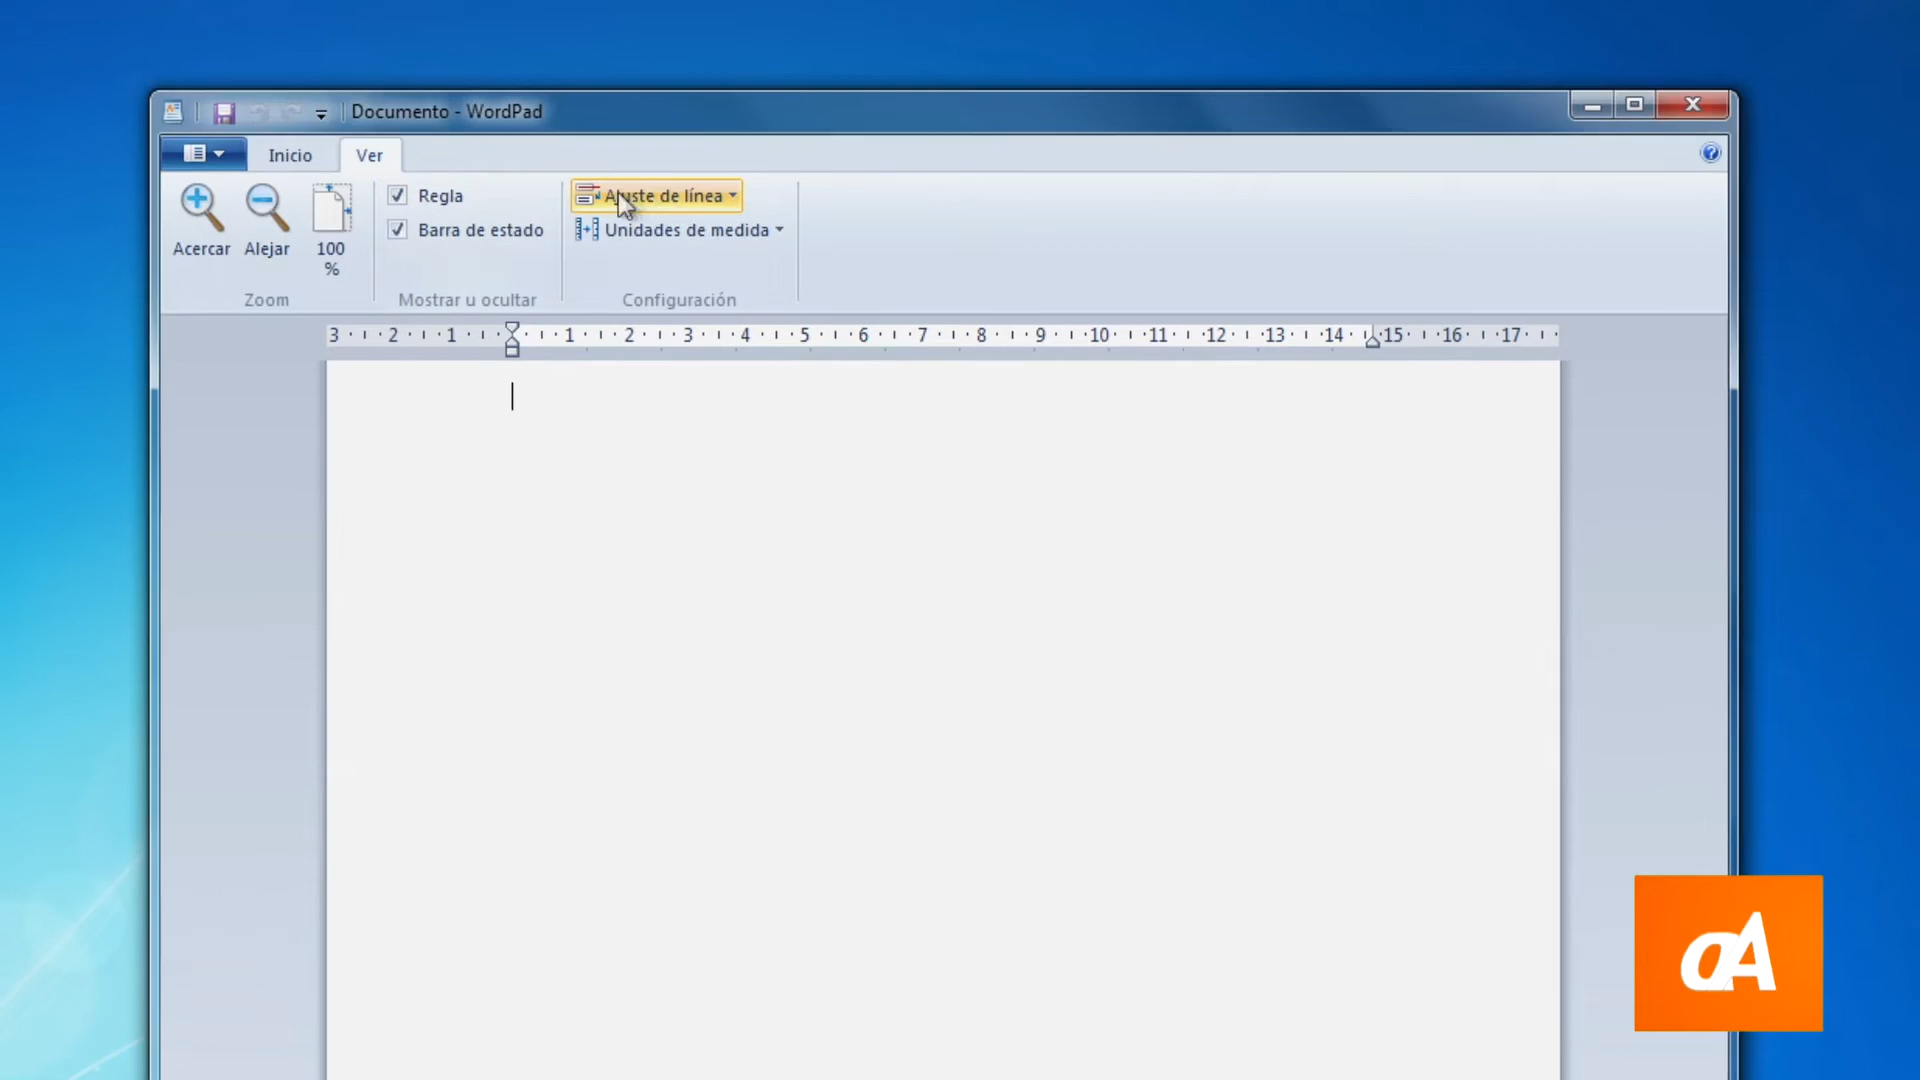 Documento - WordPad
Inicio Ver
Acercar Alejar 100 %
Regla
Barra de estado
Ajuste de línea
Unidades de medida
Zoom Mostrar u ocultar Configuración
3 2 1 1 2 3 4 5 6 7 8 9 10 11 12 13 14 15 16 17
aA